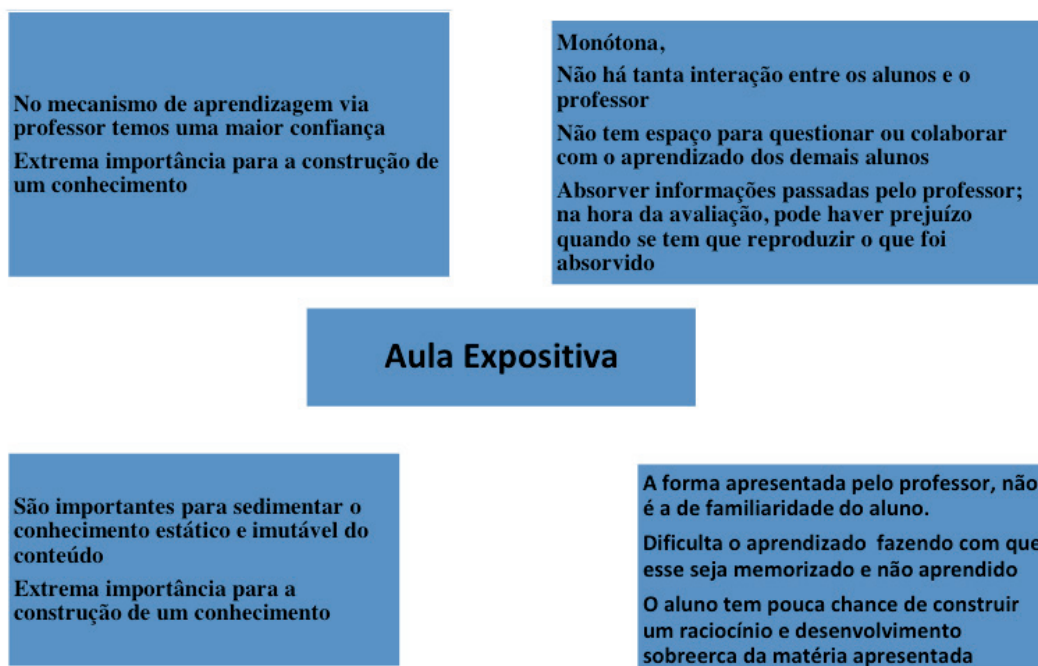 No mecanismo de aprendizagem via
professor temos uma maior confiança
Extrema importância para a construção de
um conhecimento
Monótona,
Não há tanta interação entre os alunos e o
professor
Não tem espaço para questionar ou colaborar
com o aprendizado dos demais alunos
Absorver informações passadas pelo professor;
na hora da avaliação, pode haver prejuízo
quando se tem que reproduzir o que foi
absorvido
Aula Expositiva
São importantes para sedimentar o
conhecimento estático e imutável do
conteúdo
Extrema importância para a
construção de um conhecimento
A forma apresentada pelo professor, não
é a de familiaridade do aluno.
Dificulta o aprendizado fazendo com que
esse seja memorizado e não aprendido
O aluno tem pouca chance de construir
um raciocínio e desenvolvimento
sobreerca da matéria apresentada